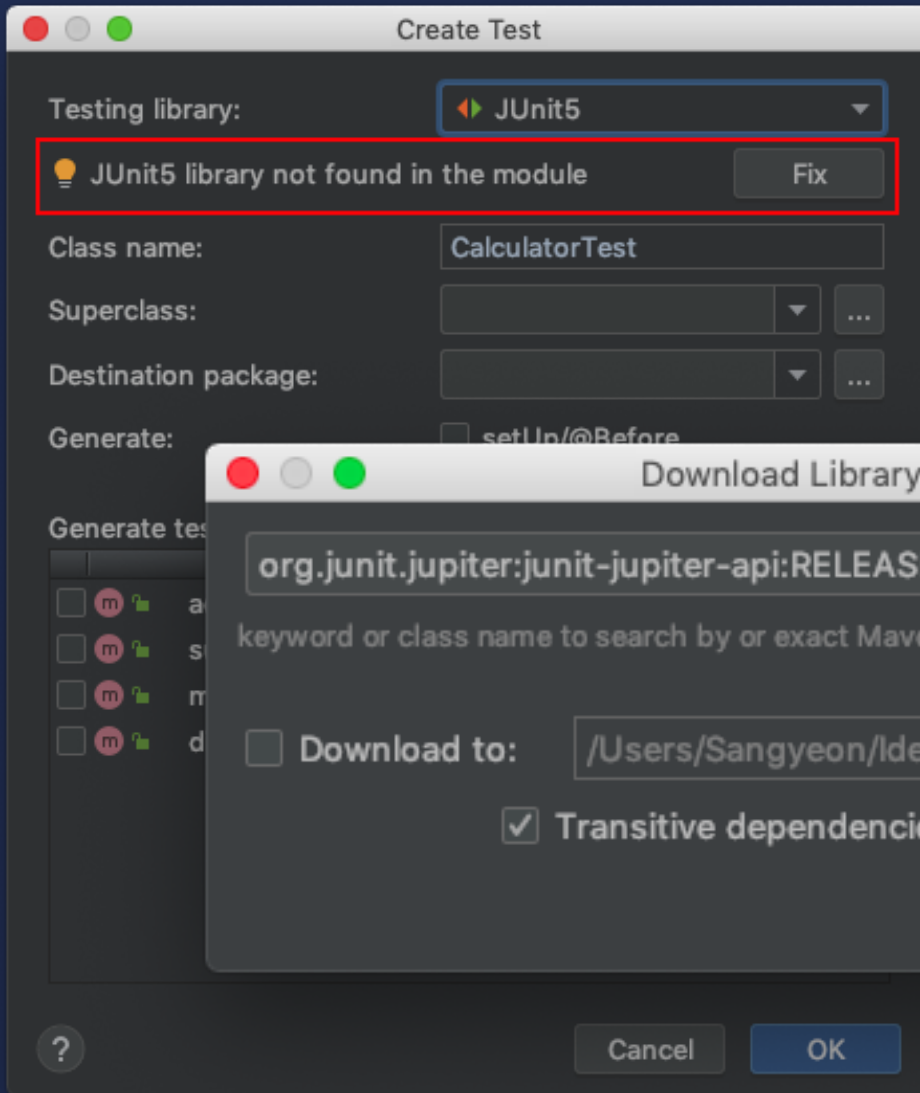 Create Test
Testing library:
JUnit5
JUnit5 library not found in the module
Fix
Class name:
CalculatorTest
Superclass:
...
Destination package:
...
Generate:
setUp/@Before
Download Library
Generate tes
org.junit.jupiter:junit-jupiter-api:RELEAS
m a
keyword or class name to search by or exact Mav
m s
m m
m d
Download to:
/Users/Sangyeon/Ide
Transitive dependenci
?
Cancel
OK